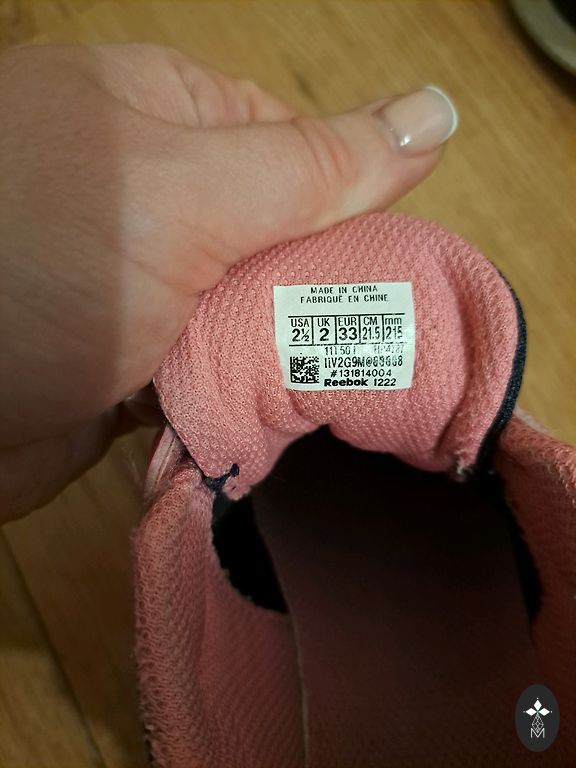 MADE IN CHINA
FABRIQUÉ EN CHINE
USA UK EUR CM mm
2½ 2 33 21.5 215
#131814004
Reebok 1222
M